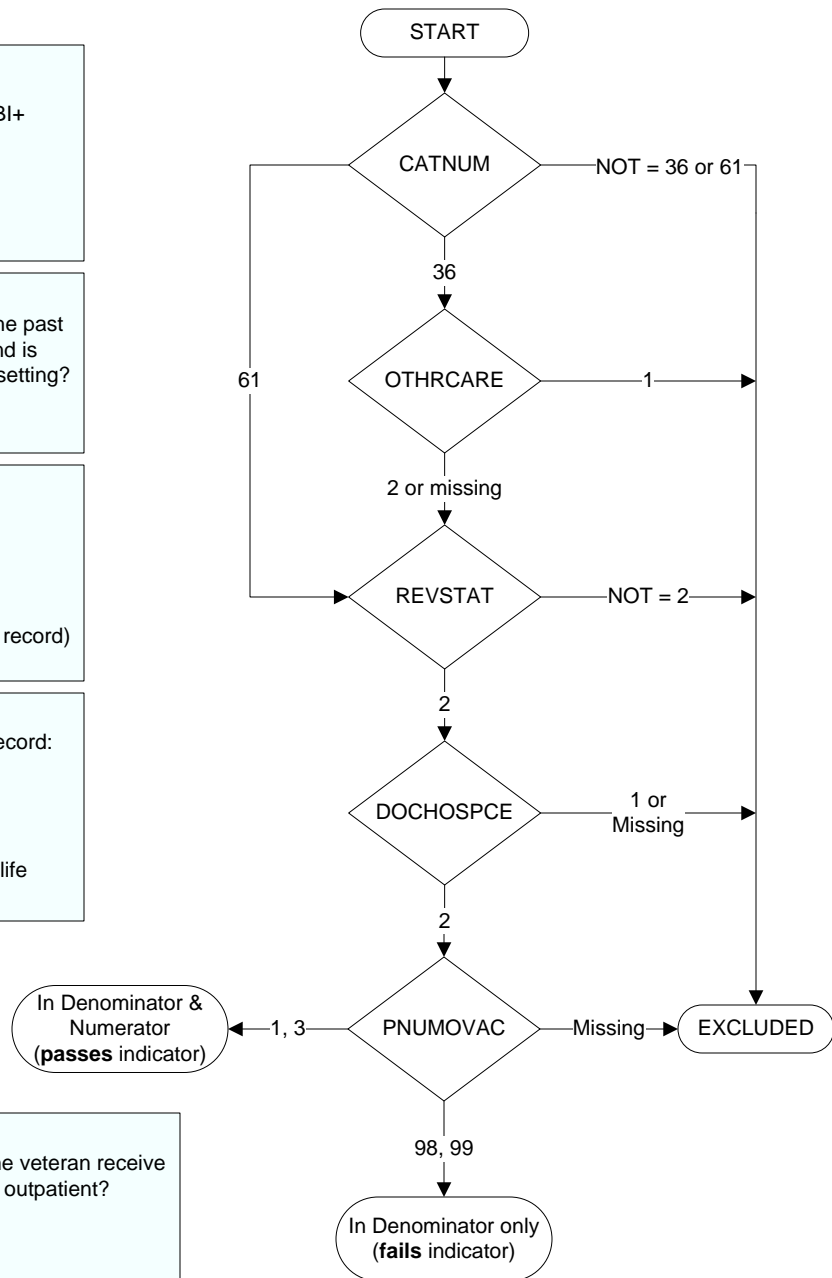 START
BI+
CATNUM
NOT = 36 or 61
36
he past
nd is
setting?
61
OTHRCARE
1
2 or missing
REVSTAT
NOT = 2
record)
2
ecord:
DOCHOSPCE
1 or
Missing
life
2
In Denominator &
Numerator
(passes indicator)
1, 3
PNUMOVAC
Missing
EXCLUDED
98, 99
he veteran receive
outpatient?
In Denominator only
(fails indicator)